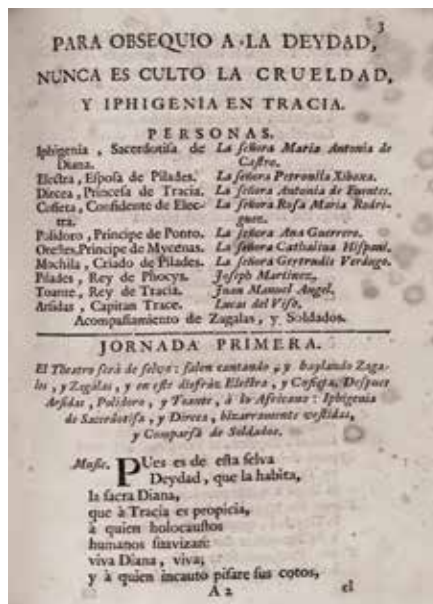 3
PARA OBSEQUIO A LA DEYDAD,
NUNCA ES CULTO LA CRUELDAD,
Y IPHIGENIA EN TRACIA.
PERSONAS.
Iphigenia, Sacerdotisa de Diana. La señora Maria Antonia de Castro.
Electra, Esposa de Pilades. La señora Petronila Xibaxa.
Dircea, Princesa de Tracia. La señora Antonia de Fuentes.
Cofieta, Confidente de Electra. La señora Rosa Maria Rodriguez.
Polidoro, Principe de Ponto. La señora Ana Guerrero.
Orestes, Principe de Mycenas. La señora Cathalina
Mochila, Criado de Pilades. La señora Gertrudis Verdugo.
Pilades, Rey de Phocys. Joseph Martinez,
Toante, Rey de Tracia. Juan Manuel Angel,
Arsidas, Capitan Trace. Lucas del Viso,
Acompañamiento de Zagalas, y Soldados.
JORNADA PRIMERA.
El Theatro será de selva: salen cantando, y baylando Zaga-
les, y Zagalas, y en este disfráz Electra, y Cofieta, Despues
Arsidas, Polidoro, y Toante, à lo Africano: Iphigenia
de Sacerdotisa, y Dircea, bizarramente vestidas,
y Comparsa de Soldados.
Music. PUes es de esta selva
Deydad, que la habita,
la sacra Diana,
que à Tracia es propicia,
à quien holocaustos
humanos suavizan:
viva Diana, viva;
y à quien incauto pisare sus cotos,
A 2 el